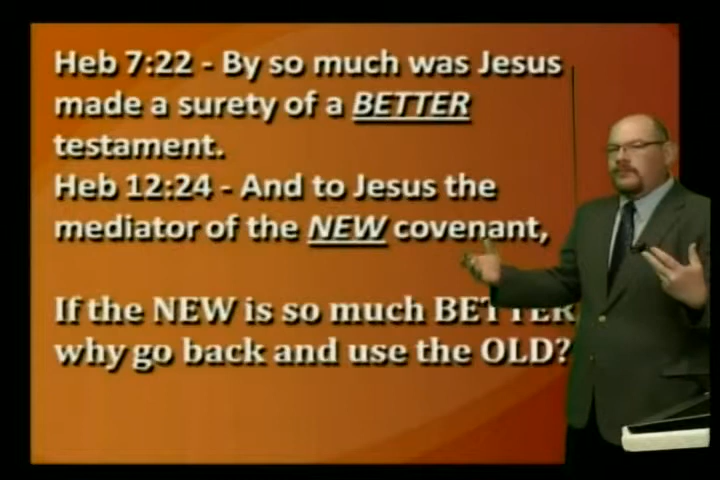 Heb 7:22 - By so much was Jesus
made a surety of a BETTER
testament.
Heb 12:24 - And to Jesus the
mediator of the NEW covenant,
If the NEW is so much BETTER
why go back and use the OLD?